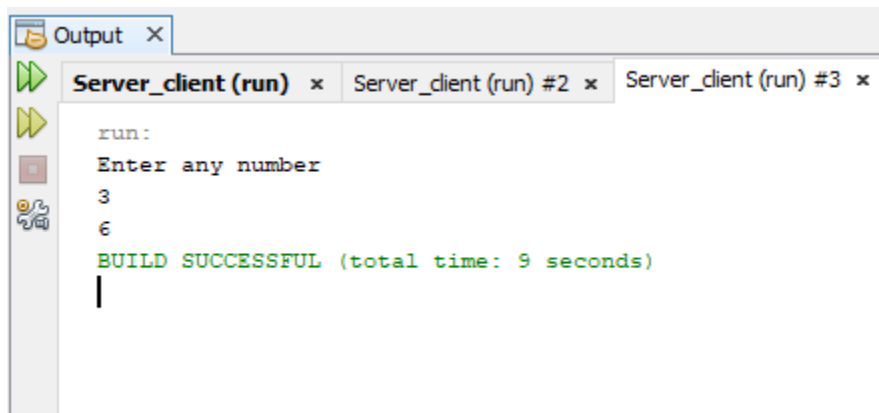 Output ×
Server_client (run) × Server_client (run) #2 × Server_client (run) #3 ×
run:
Enter any number
3
6
BUILD SUCCESSFUL (total time: 9 seconds)